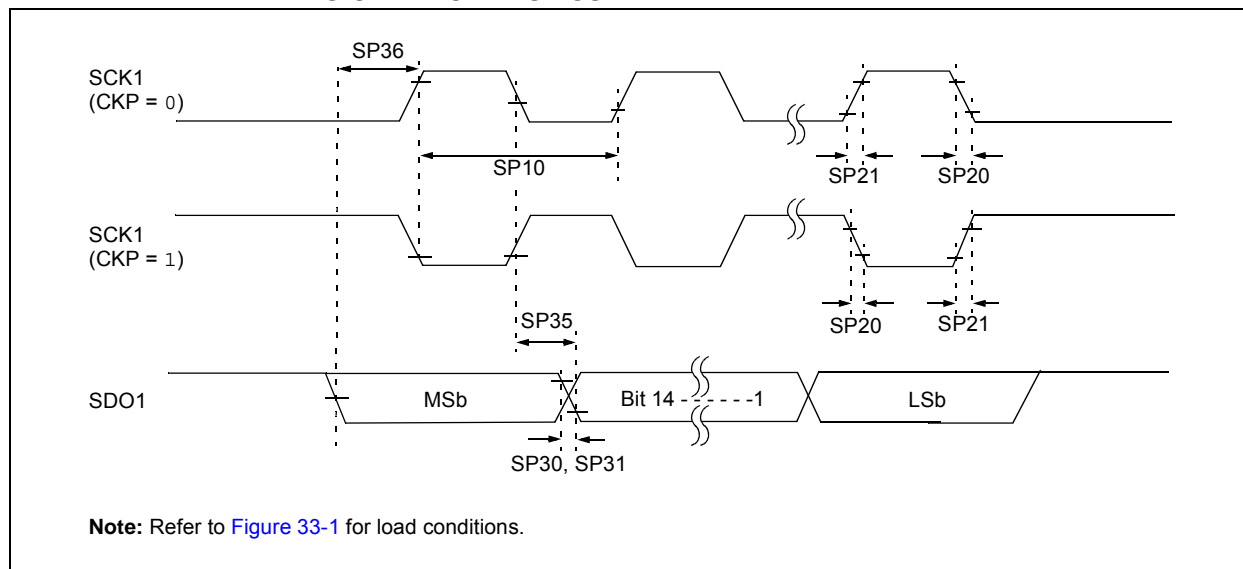 SP36
SCK1
(CKP = 0)
SP10
SP21
SP20
SCK1
(CKP = 1)
SP35
SP20
SP21
SDO1
MSb
Bit 14 - - - - - -1
LSb
SP30, SP31
Note: Refer to Figure 33-1 for load conditions.